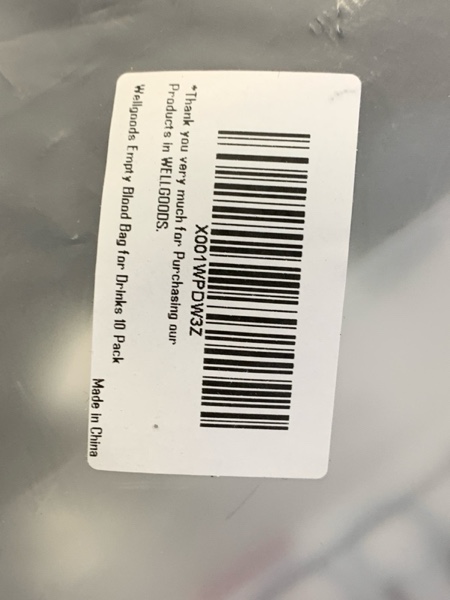 X001WPDW3Z
*Thank you very much for Purchasing our
Products in WELLGOODS.
Wellgoods Empty Blood Bag for Drinks 10 Pack
Made in China